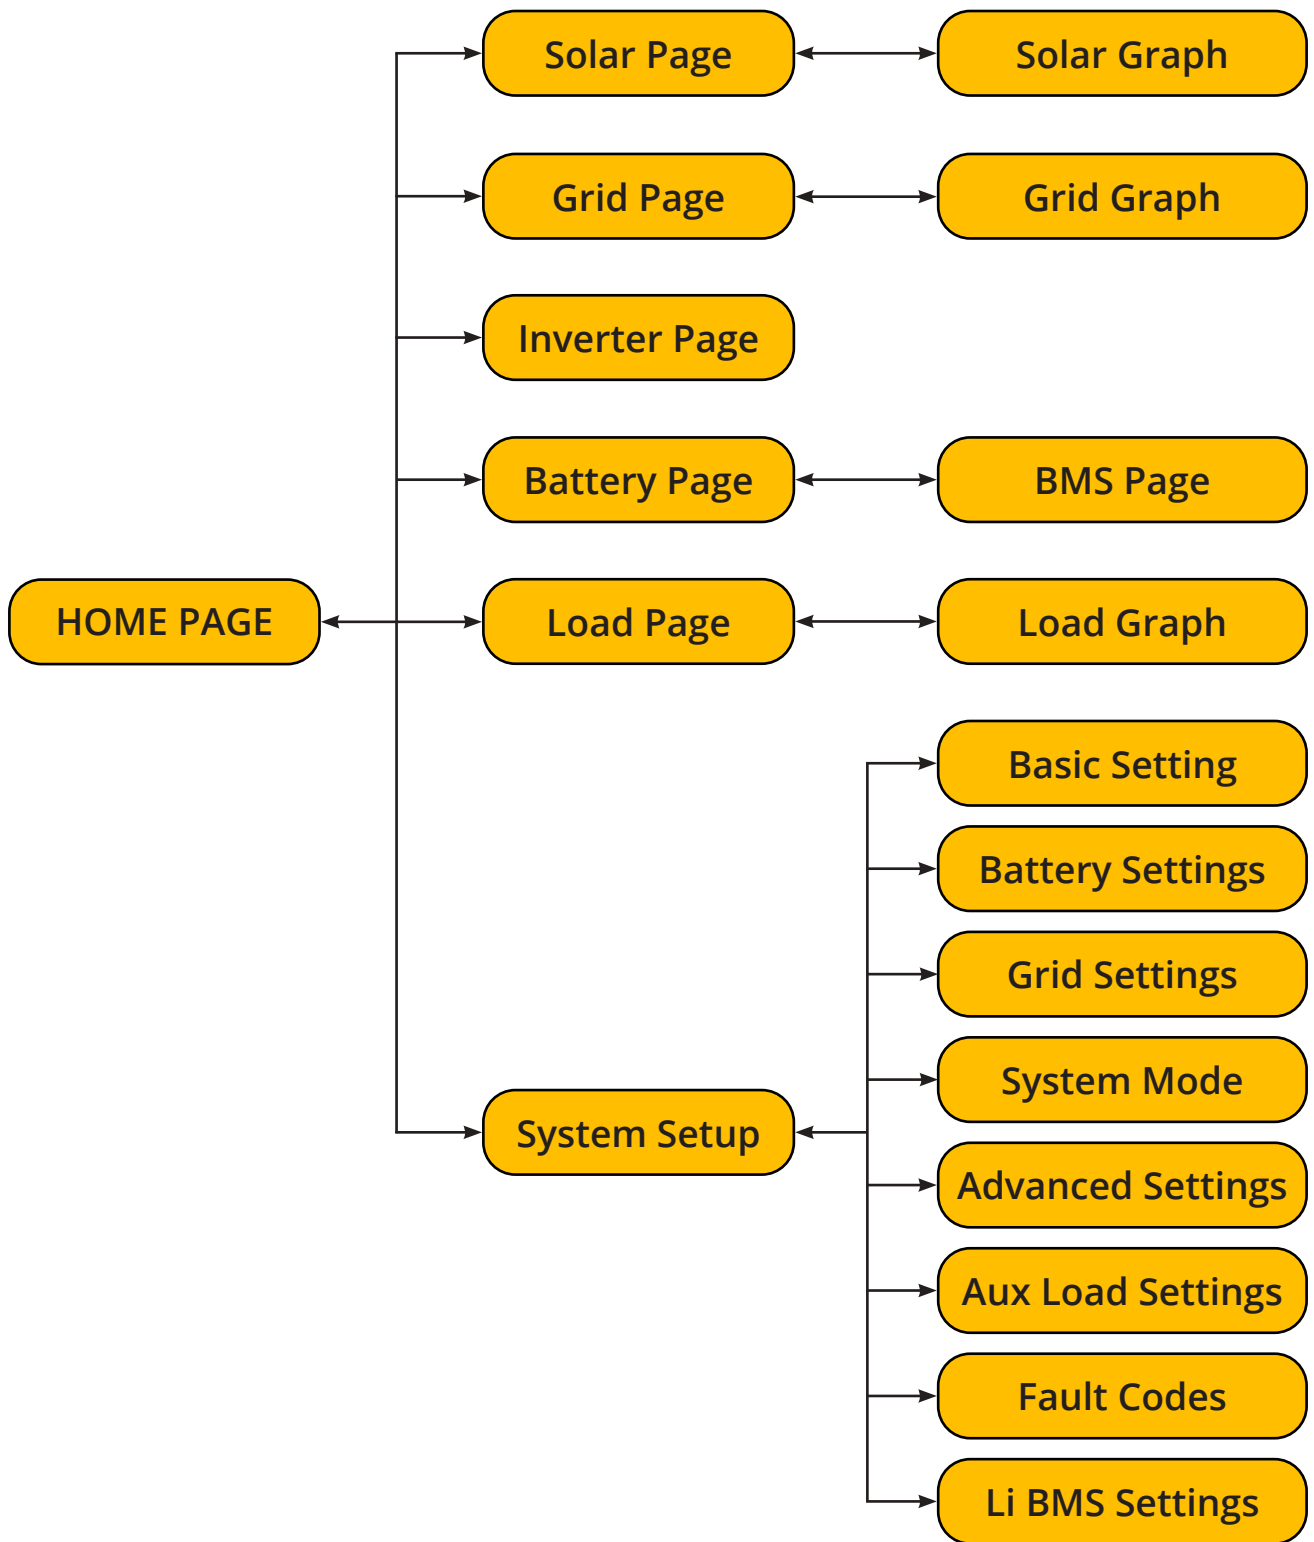 Solar Page
Solar Graph
Grid Page
Grid Graph
Inverter Page
Battery Page
BMS Page
HOME PAGE
Load Page
Load Graph
Basic Setting
Battery Settings
Grid Settings
System Mode
System Setup
Advanced Settings
Aux Load Settings
Fault Codes
Li BMS Settings